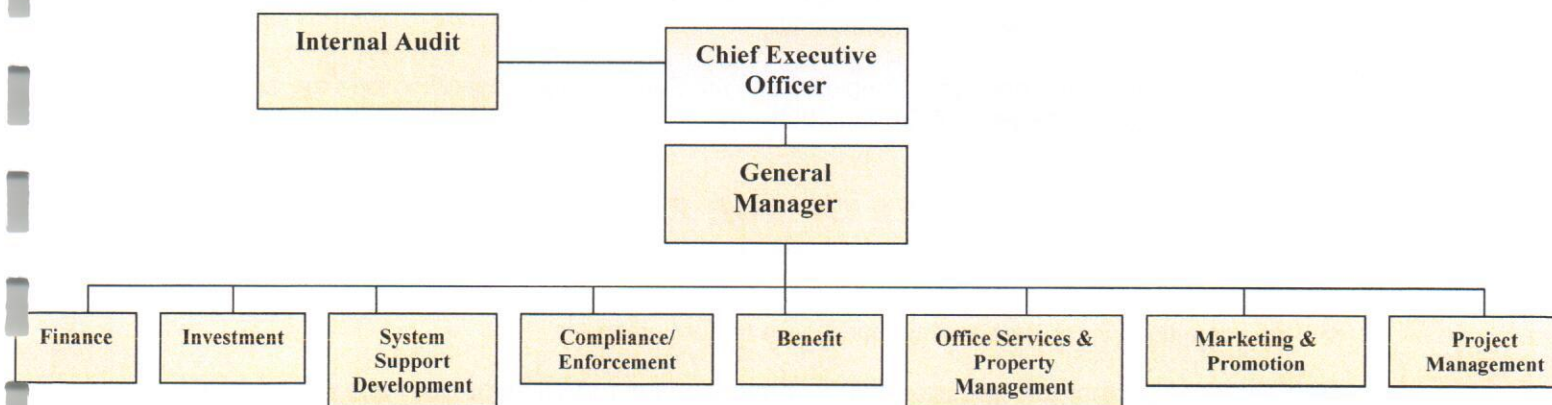 Internal Audit
Chief Executive
Officer
General
Manager
Finance
Investment
System
Support
Development
Compliance/
Enforcement
Benefit
Office Services &
Property
Management
Marketing &
Promotion
Project
Management